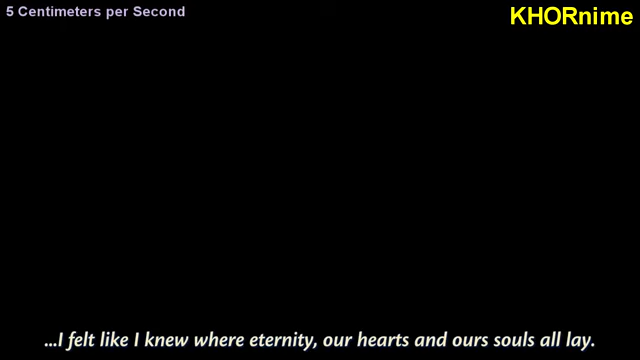 5 Centimeters per Second
KHORnime
...I felt like I knew where eternity, our hearts and ours souls all lay.